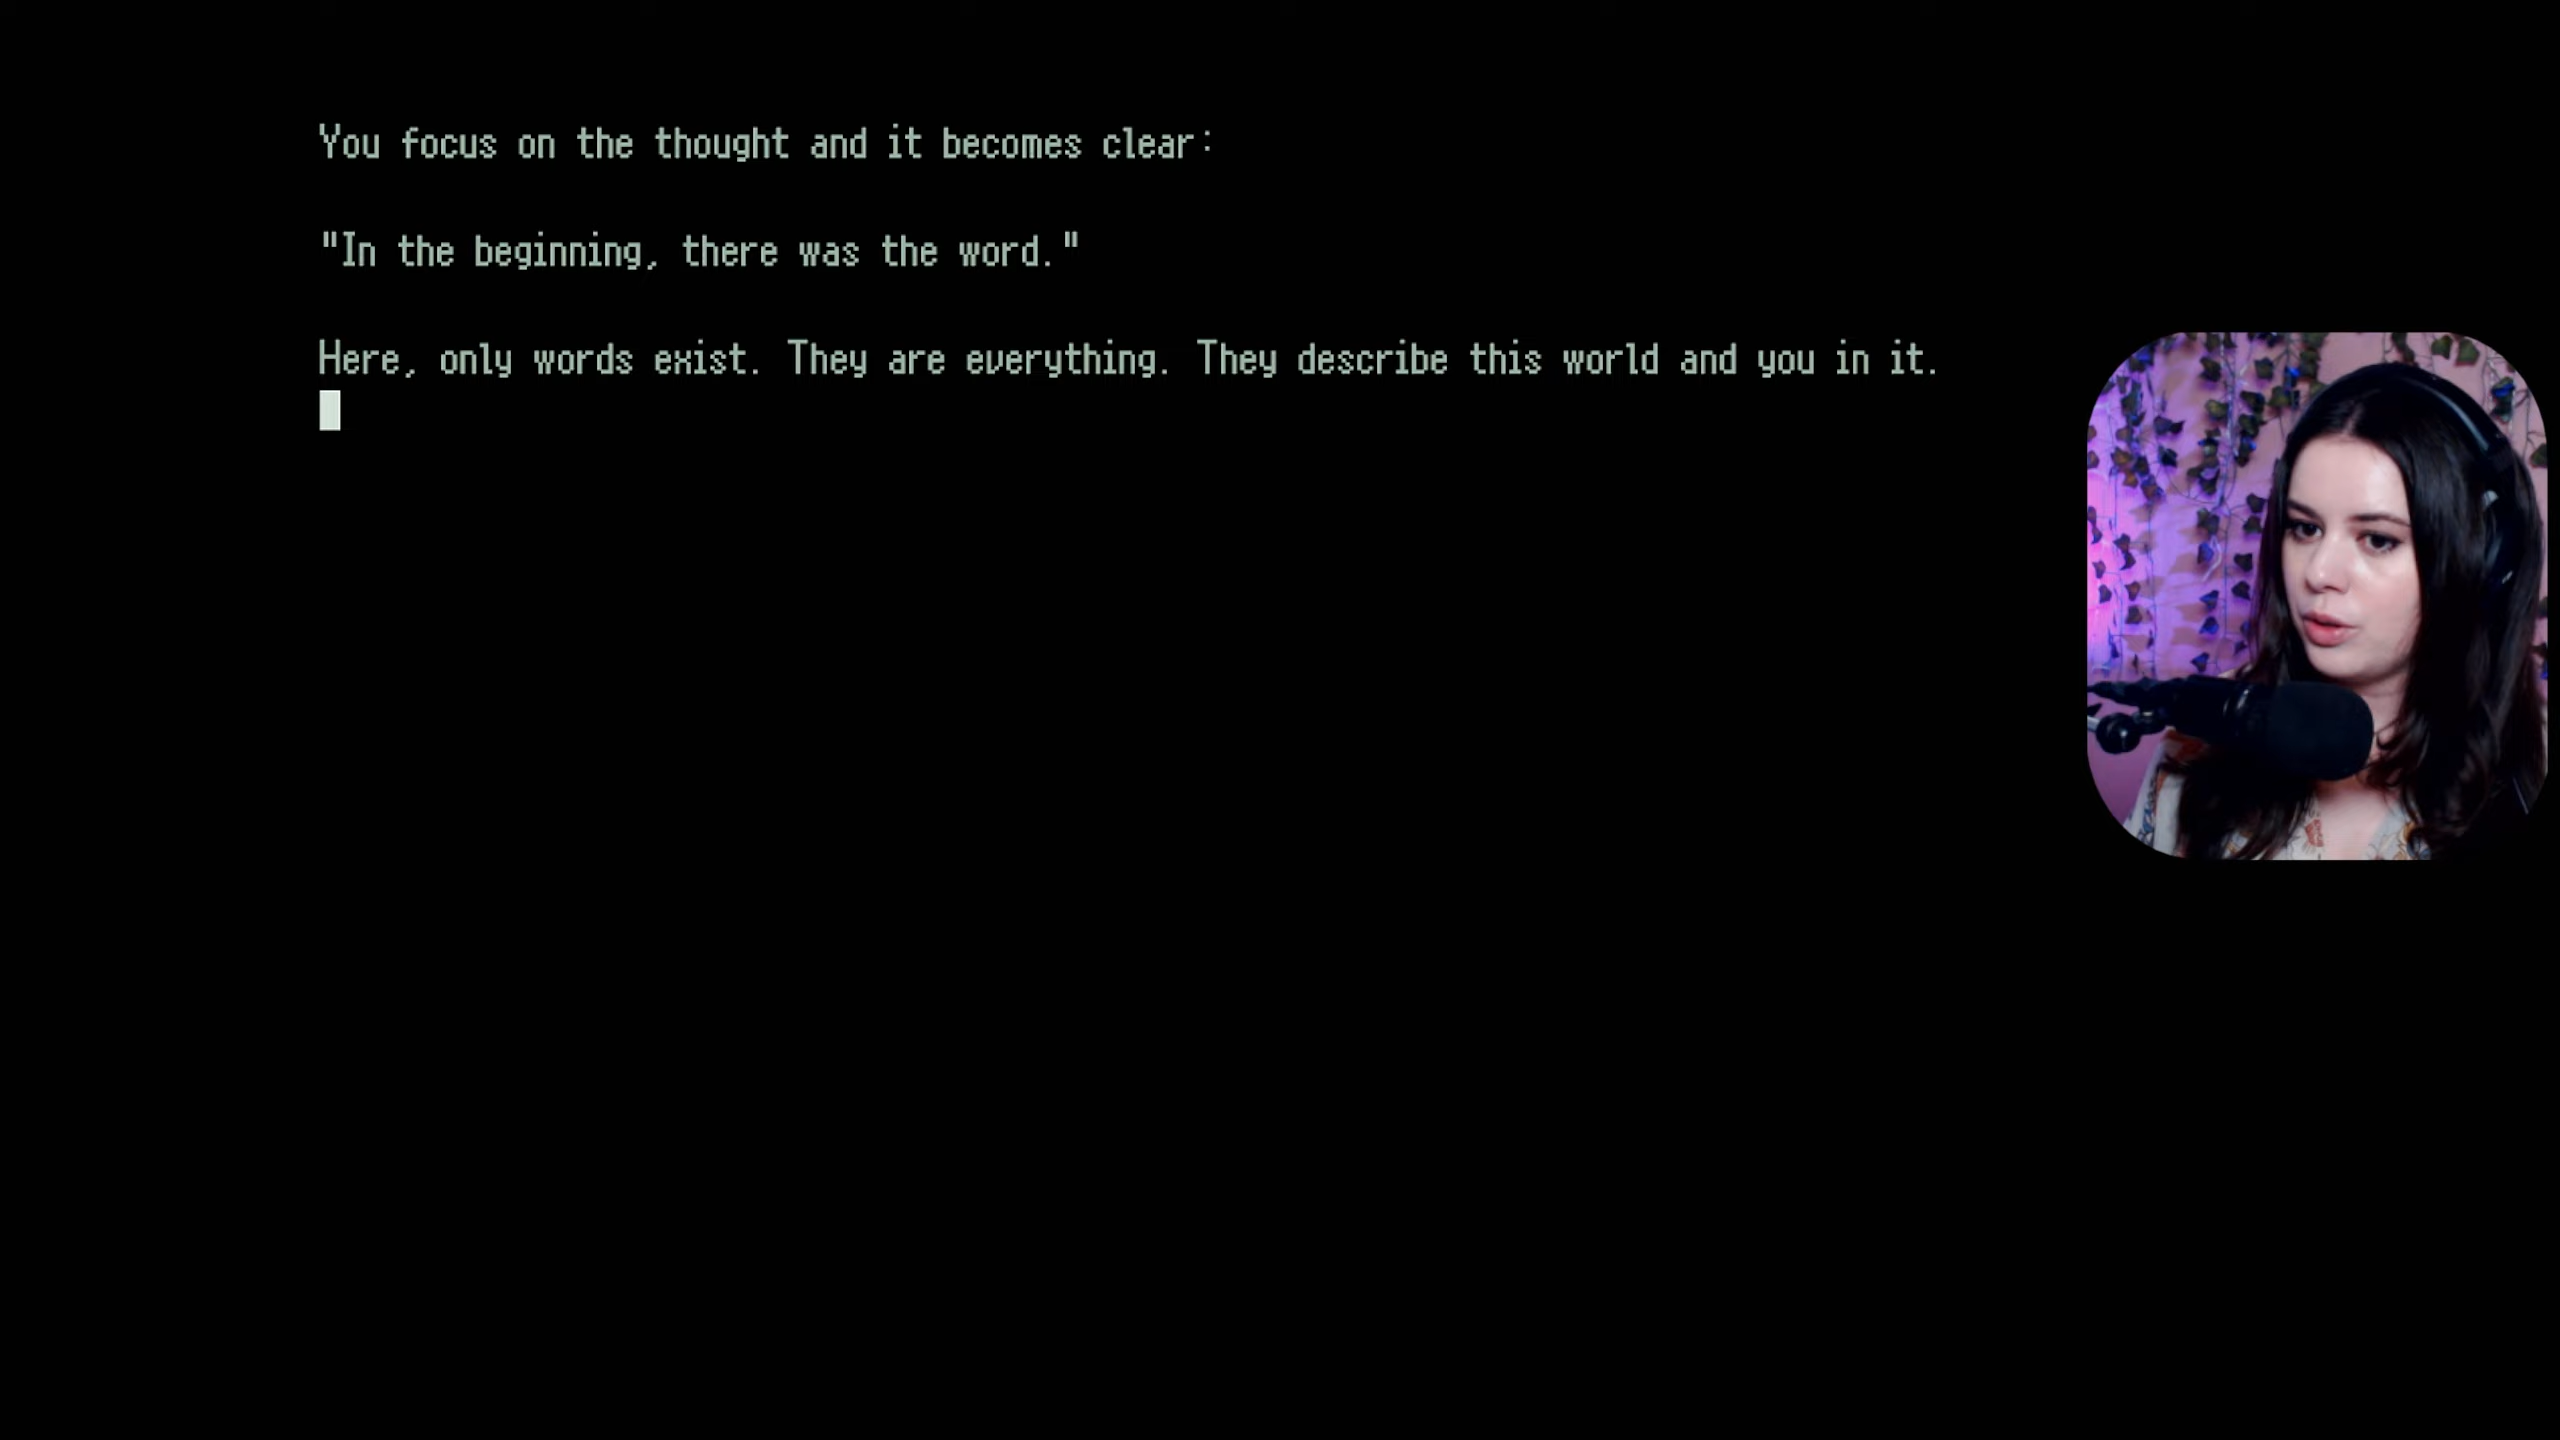 You focus on the thought and it becomes clear:
"In the beginning, there was the word."
Here, only words exist. They are everything. They describe this world and you in it.